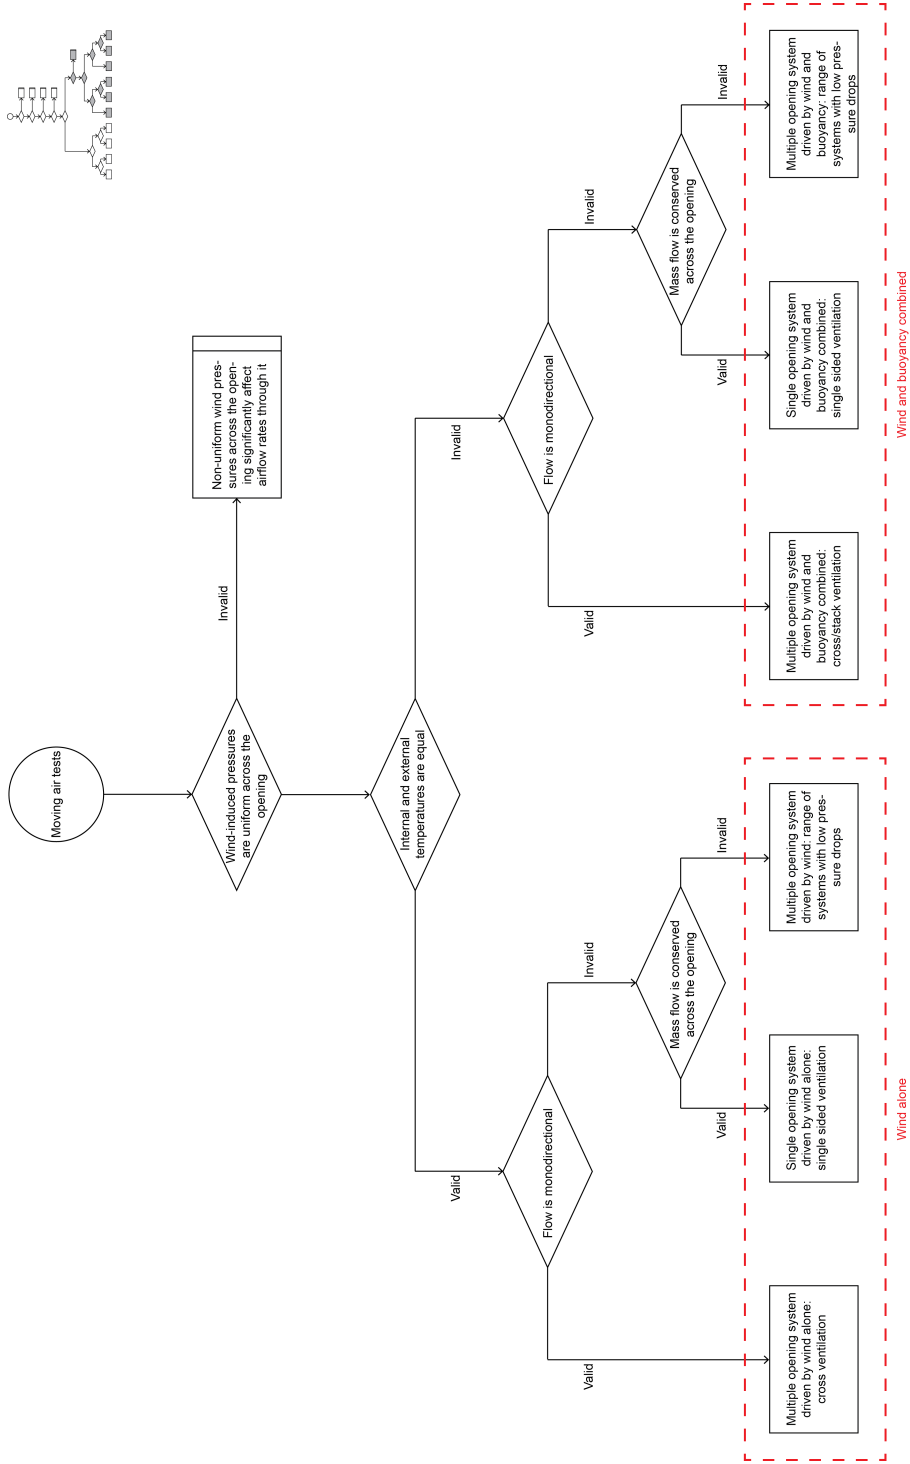 Moving air tests
Wind-induced pressures
are uniform across the
opening
Invalid
Non-uniform wind pres-
sures across the open-
ing significantly affect
airflow rates through it
Internal and external
temperatures are equal
Valid
Invalid
Flow is monodirectional
Flow is monodirectional
Valid
Invalid
Valid
Invalid
Mass flow is conserved
across the opening
Mass flow is conserved
across the opening
Valid
Invalid
Valid
Invalid
Multiple opening system
driven by wind alone:
cross ventilation
Single opening system
driven by wind alone:
single sided ventilation
Multiple opening system
driven by wind: range of
systems with low pres-
sure drops
Multiple opening system
driven by wind and
buoyancy combined:
cross/stack ventilation
Single opening system
driven by wind and
buoyancy combined:
single sided ventilation
Multiple opening system
driven by wind and
buoyancy: range of
systems with low pres-
sure drops
Wind alone
Wind and buoyancy combined